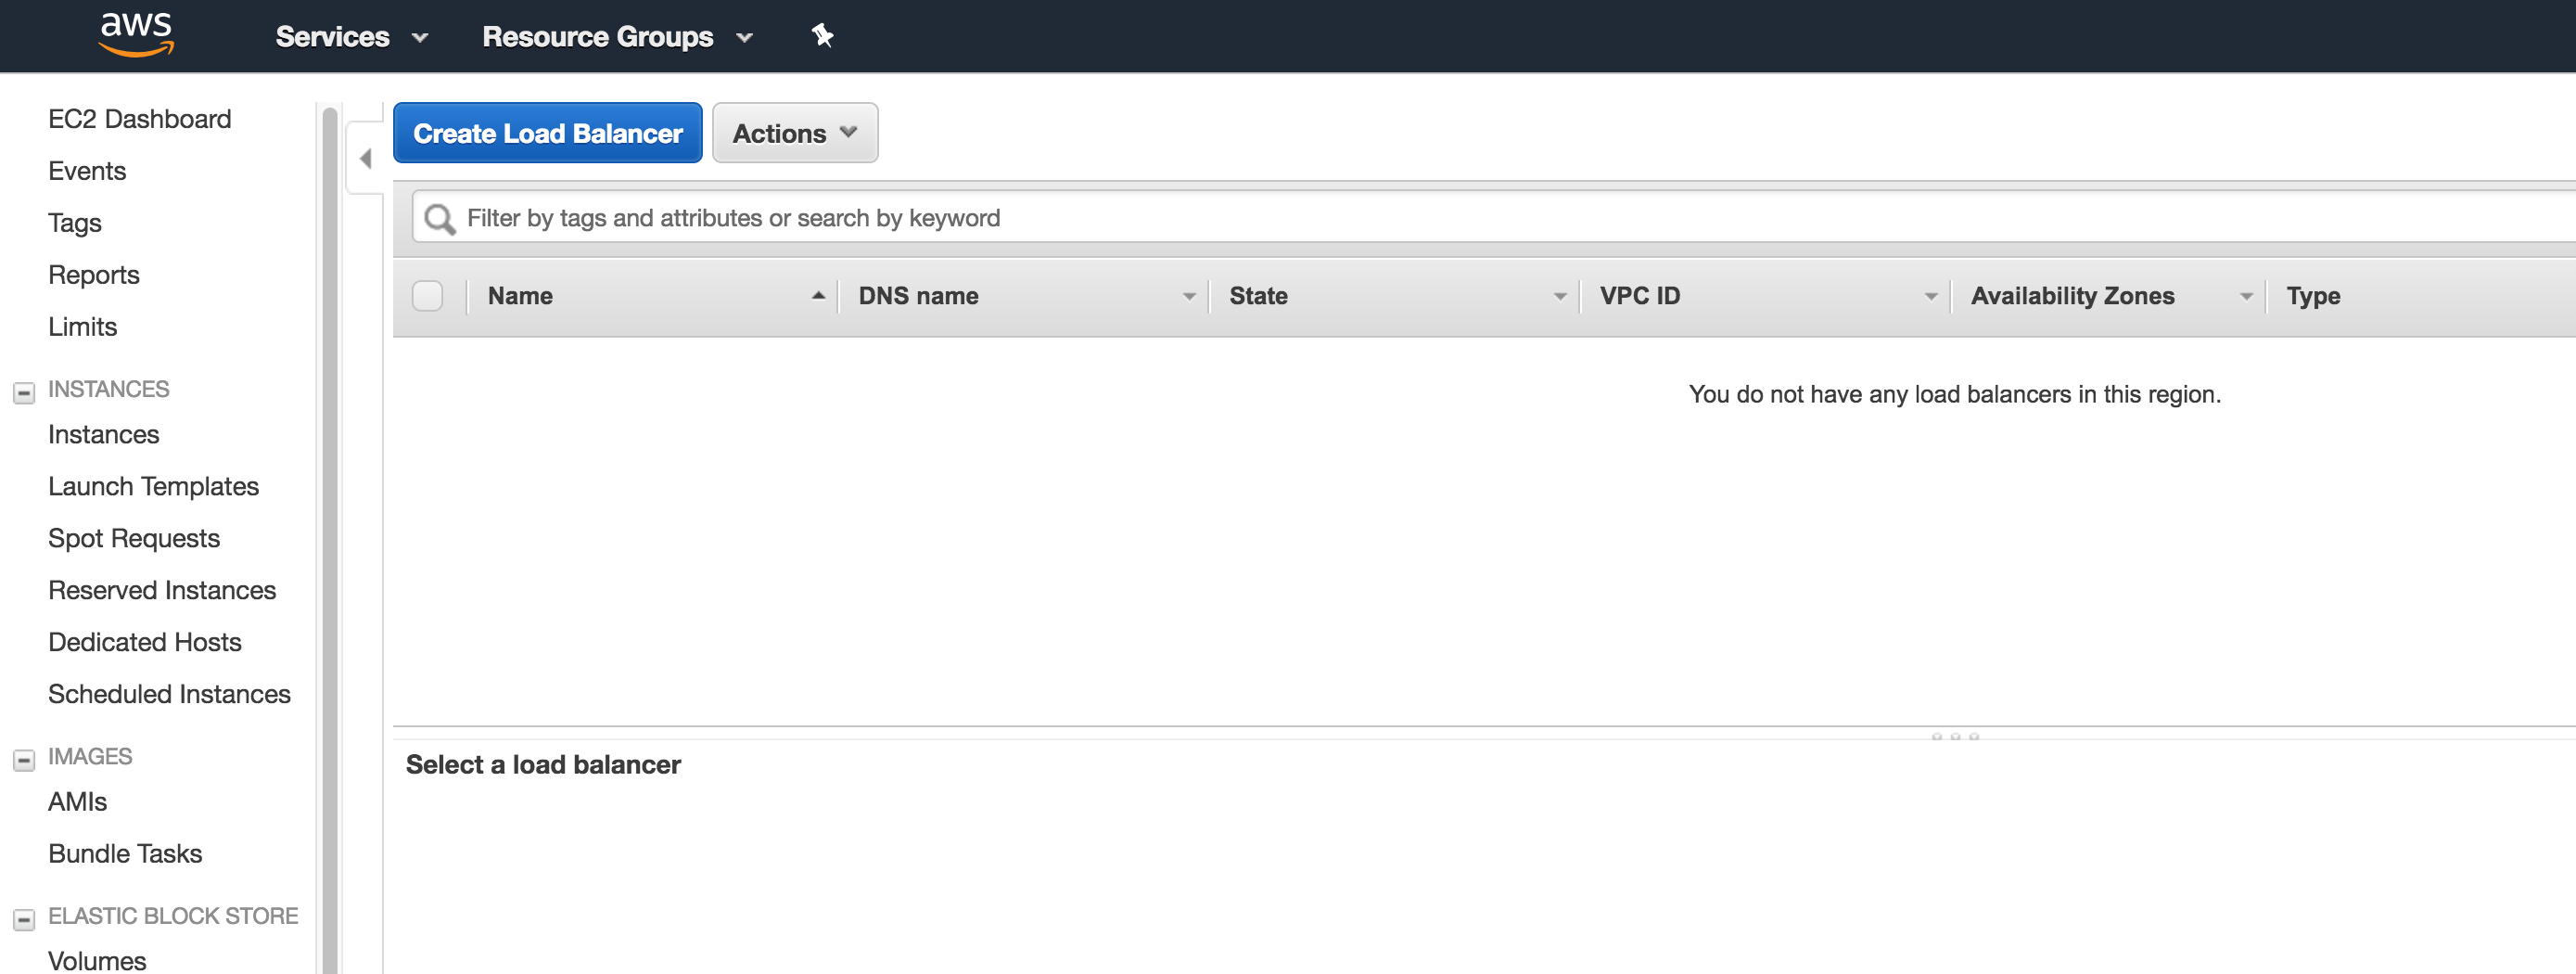 aws Services Resource Groups
EC2 Dashboard
Events
Tags
Reports
Limits
INSTANCES
Instances
Launch Templates
Spot Requests
Reserved Instances
Dedicated Hosts
Scheduled Instances
IMAGES
AMIs
Bundle Tasks
ELASTIC BLOCK STORE
Volumes
Create Load Balancer Actions
Filter by tags and attributes or search by keyword
Name DNS name State VPC ID Availability Zones Type
You do not have any load balancers in this region.
Select a load balancer